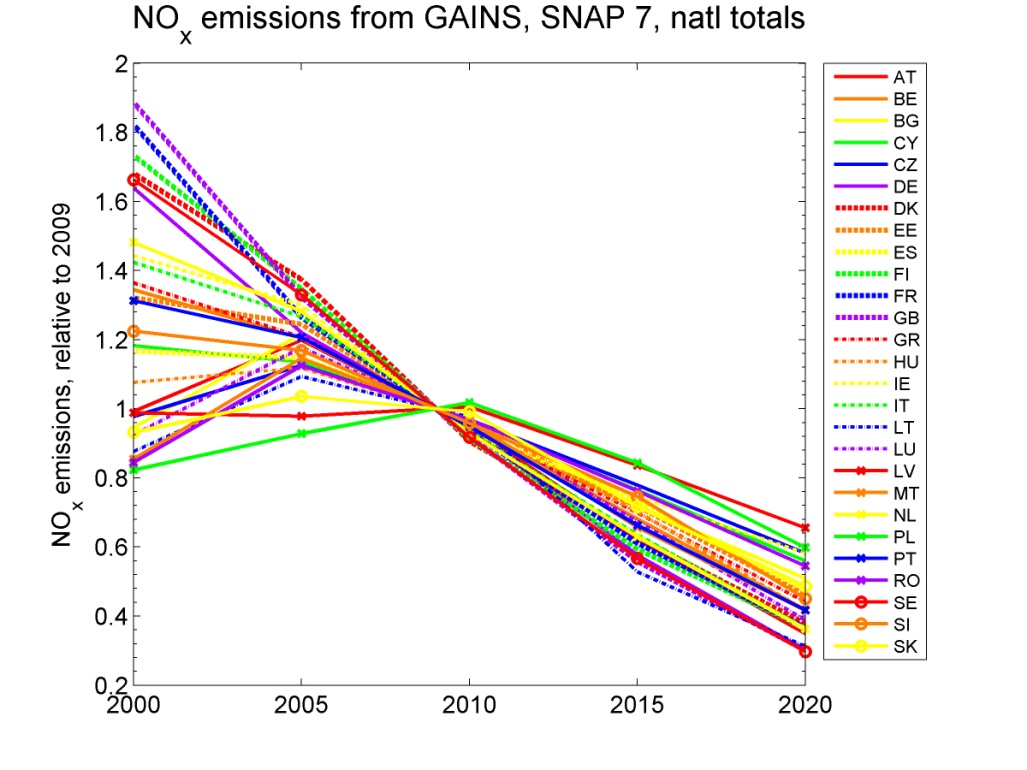 NOx emissions from GAINS, SNAP 7, natl totals
NOx emissions, relative to 2009
2
1.8
1.6
1.4
1.2
1
0.8
0.6
0.4
0.2
2000 2005 2010 2015 2020
AT
BE
BG
CY
CZ
DE
DK
EE
ES
FI
FR
GB
GR
HU
IE
IT
LT
LU
LV
MT
NL
PL
PT
RO
SE
SI
SK